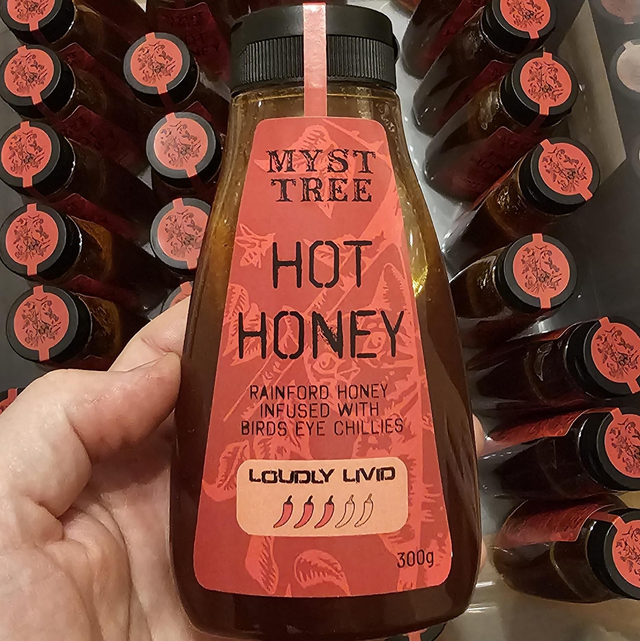 MYST
TREE
HOT
HONEY
RAINFORD HONEY
INFUSED WITH
BIRDS EYE CHILLIES
LOUDLY LIVID
300g